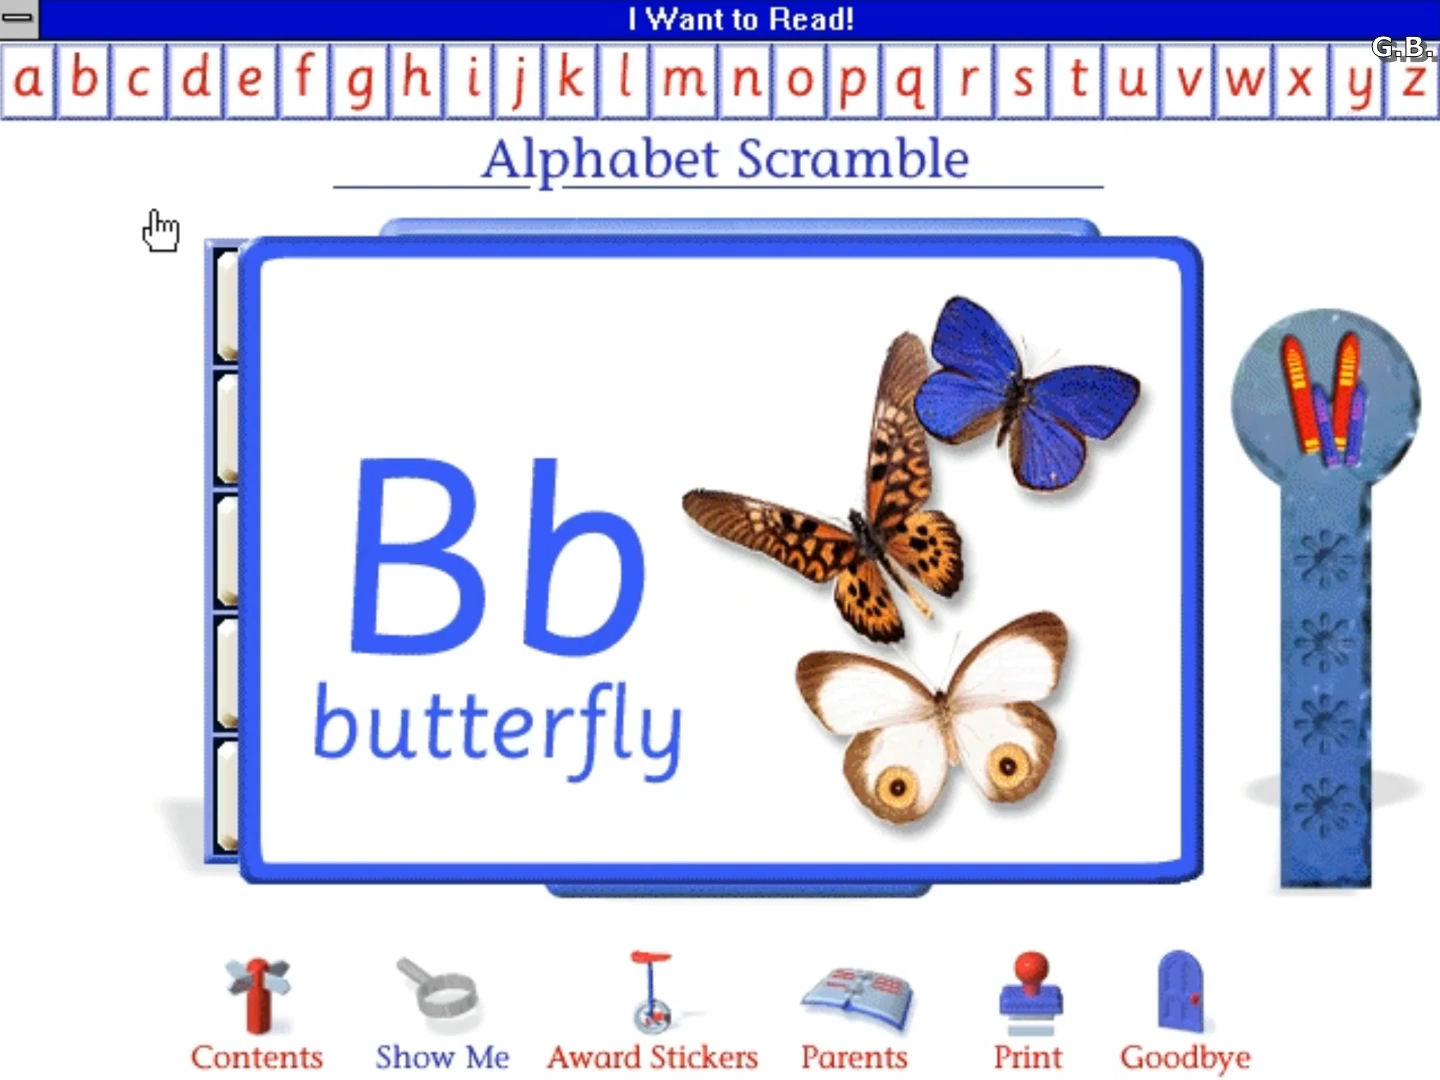 I Want to Read!
G.B.
a b c d e f g h i j k l m n o p q r s t u v w x y z
Alphabet Scramble
Bb
butterfly
Contents Show Me Award Stickers Parents Print Goodbye